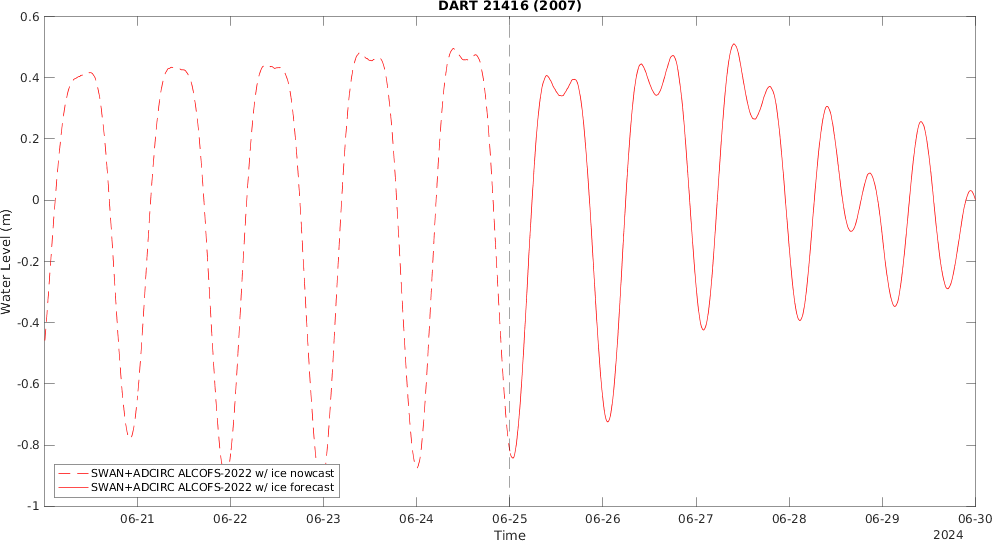 DART 21416 (2007)
0.6
0.4
0.2
0
-0.2
-0.4
-0.6
-0.8
-1
Water Level (m)
SWAN+ADCIRC ALCOFS-2022 w/ ice nowcast
SWAN+ADCIRC ALCOFS-2022 w/ ice forecast
06-21 06-22 06-23 06-24 06-25 06-26 06-27 06-28 06-29 06-30
Time
2024